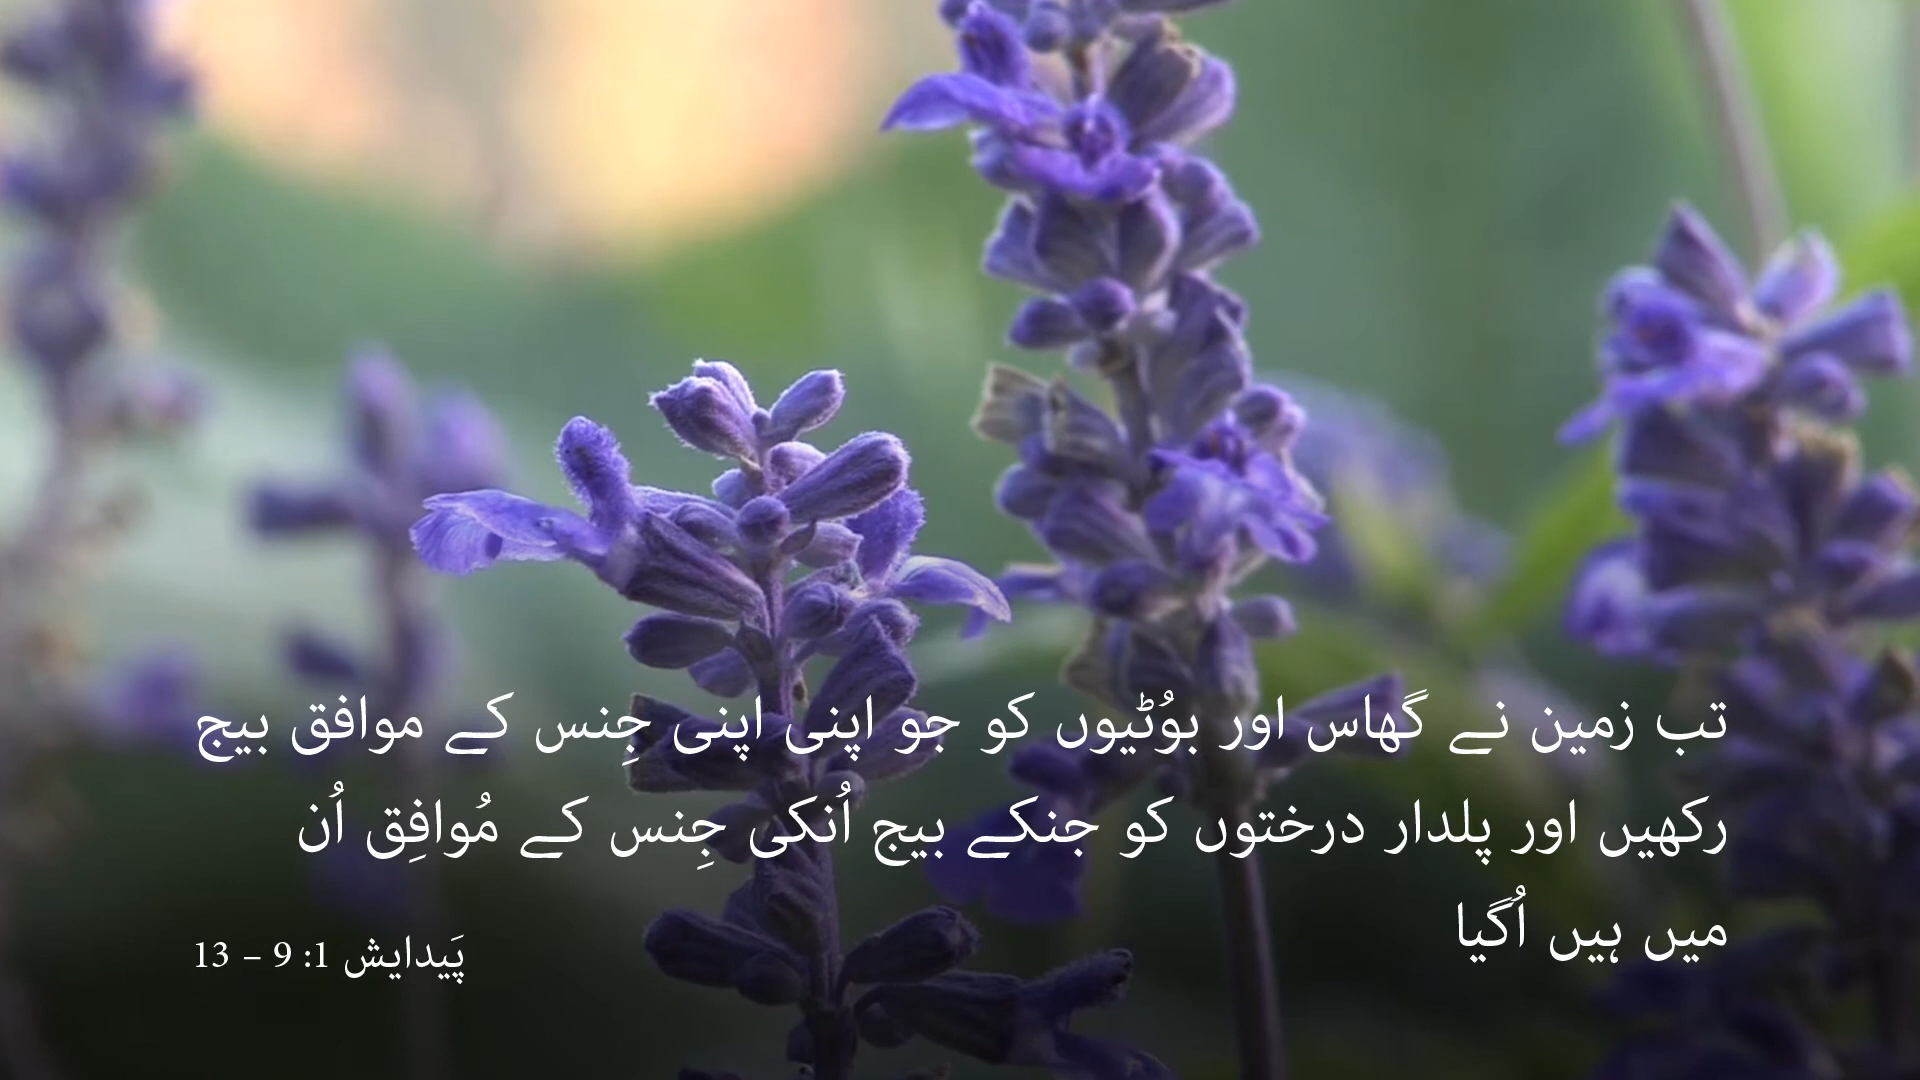 تب زمین نے گھاس اور بوُٹیوں کو جو اپنی اپنی جِنس کے موافق بیج
رکھیں اور پلدار درختوں کو جنکے بیج اُنکی جِنس کے مُوافِق اُن
میں ہیں اُگیا
پَیدایش 1: 9 – 13